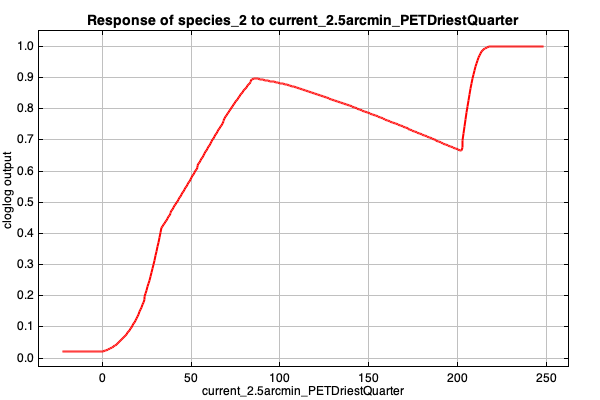 Response of species_2 to current_2.5arcmin_PETDriestQuarter
cloglog output
1.0
0.9
0.8
0.7
0.6
0.5
0.4
0.3
0.2
0.1
0.0
0 50 100 150 200 250
current_2.5arcmin_PETDriestQuarter